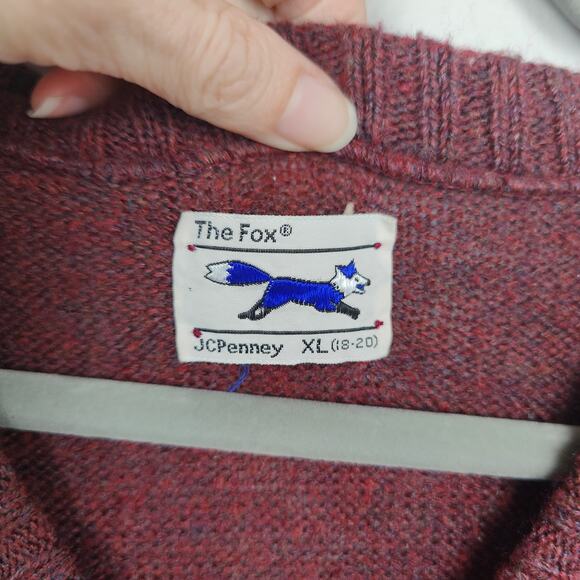 The Fox®
JCPenney XL (18-20)